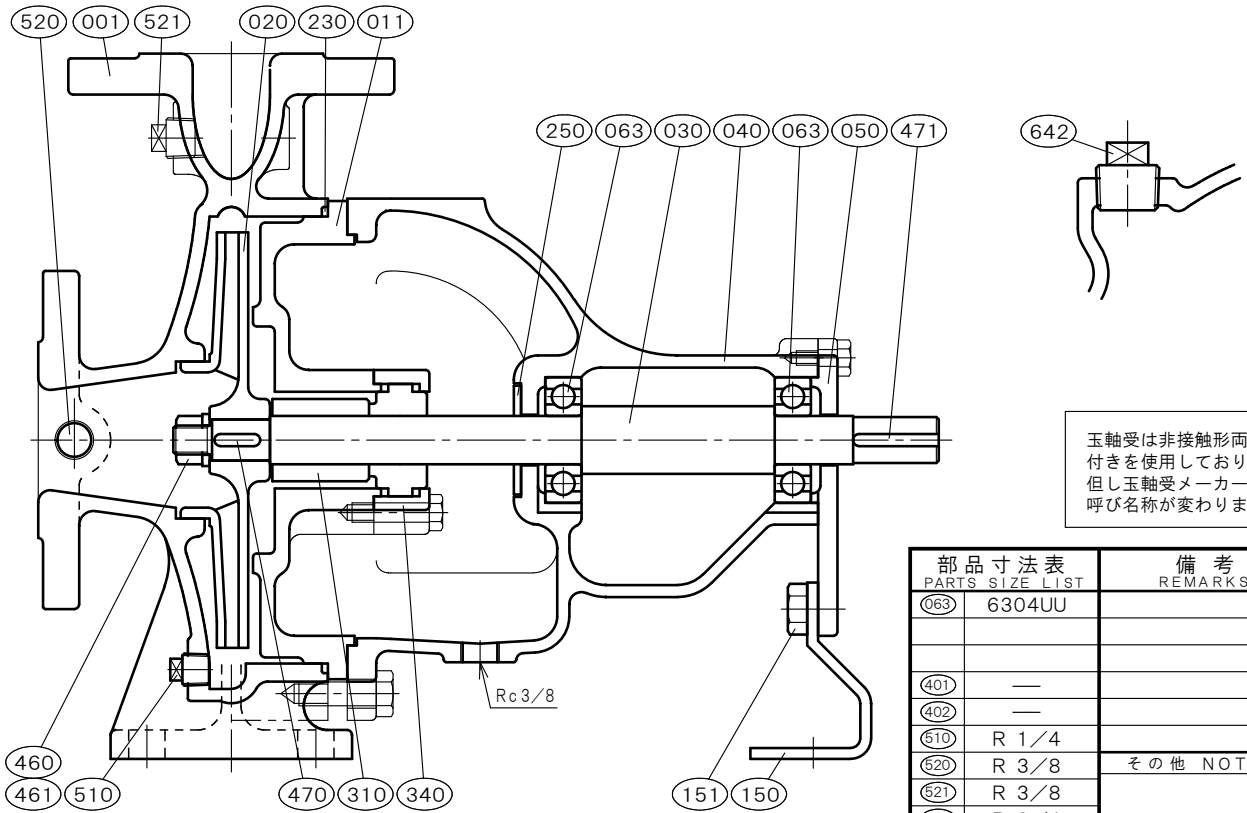 520 001 521 020 230 011
250 063 030 040 063 050 471
642
玉軸受は非接触形両
付きを使用しており
但し玉軸受メーカー
呼び名称が変わりま
Rc3/8
460
461 510 470 310 340 151 150
部品寸法表 備考
PARTS SIZE LIST REMARKS
063 6304UU
401 —
402 —
510 R 1/4
520 R 3/8 その他 NOT
521 R 3/8